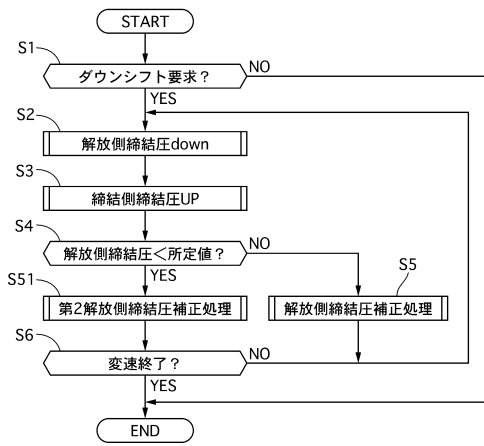 START
S1
ダウンシフト要求?
NO
YES
S2
解放側締結圧down
S3
締結側締結圧UP
S4
解放側締結圧<所定値?
NO
YES
S51
第2解放側締結圧補正処理
S5
解放側締結圧補正処理
S6
変速終了?
NO
YES
END